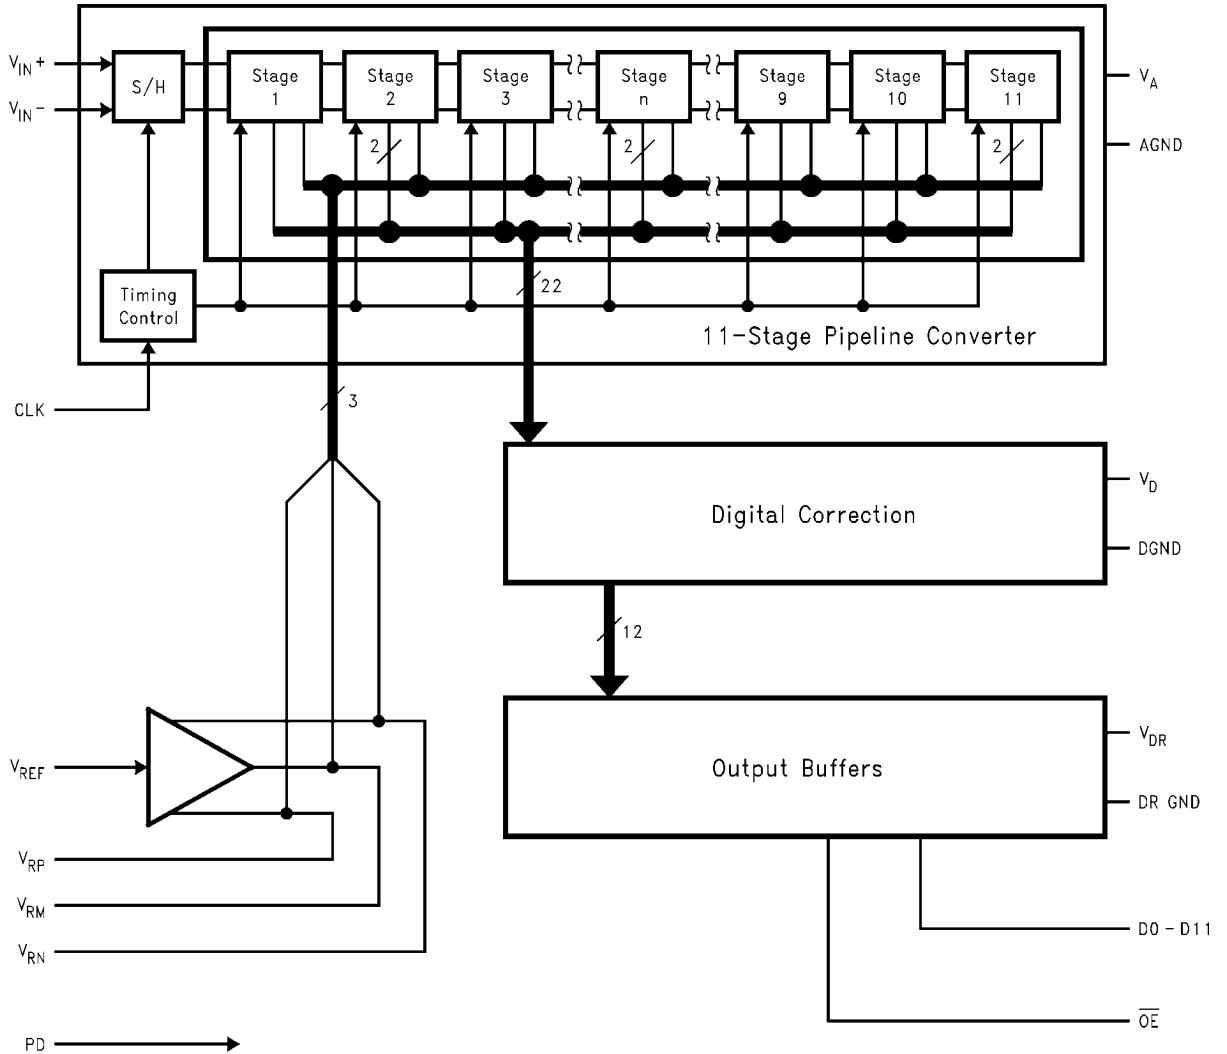 V_IN+
V_IN-
S/H
Stage 1
Stage 2
Stage 3
Stage n
Stage 9
Stage 10
Stage 11
V_A
AGND
2
2
2
Timing Control
22
11-Stage Pipeline Converter
CLK
3
Digital Correction
V_D
DGND
12
V_REF
Output Buffers
V_DR
DR GND
V_RP
V_RM
V_RN
D0-D11
O̅E̅
PD